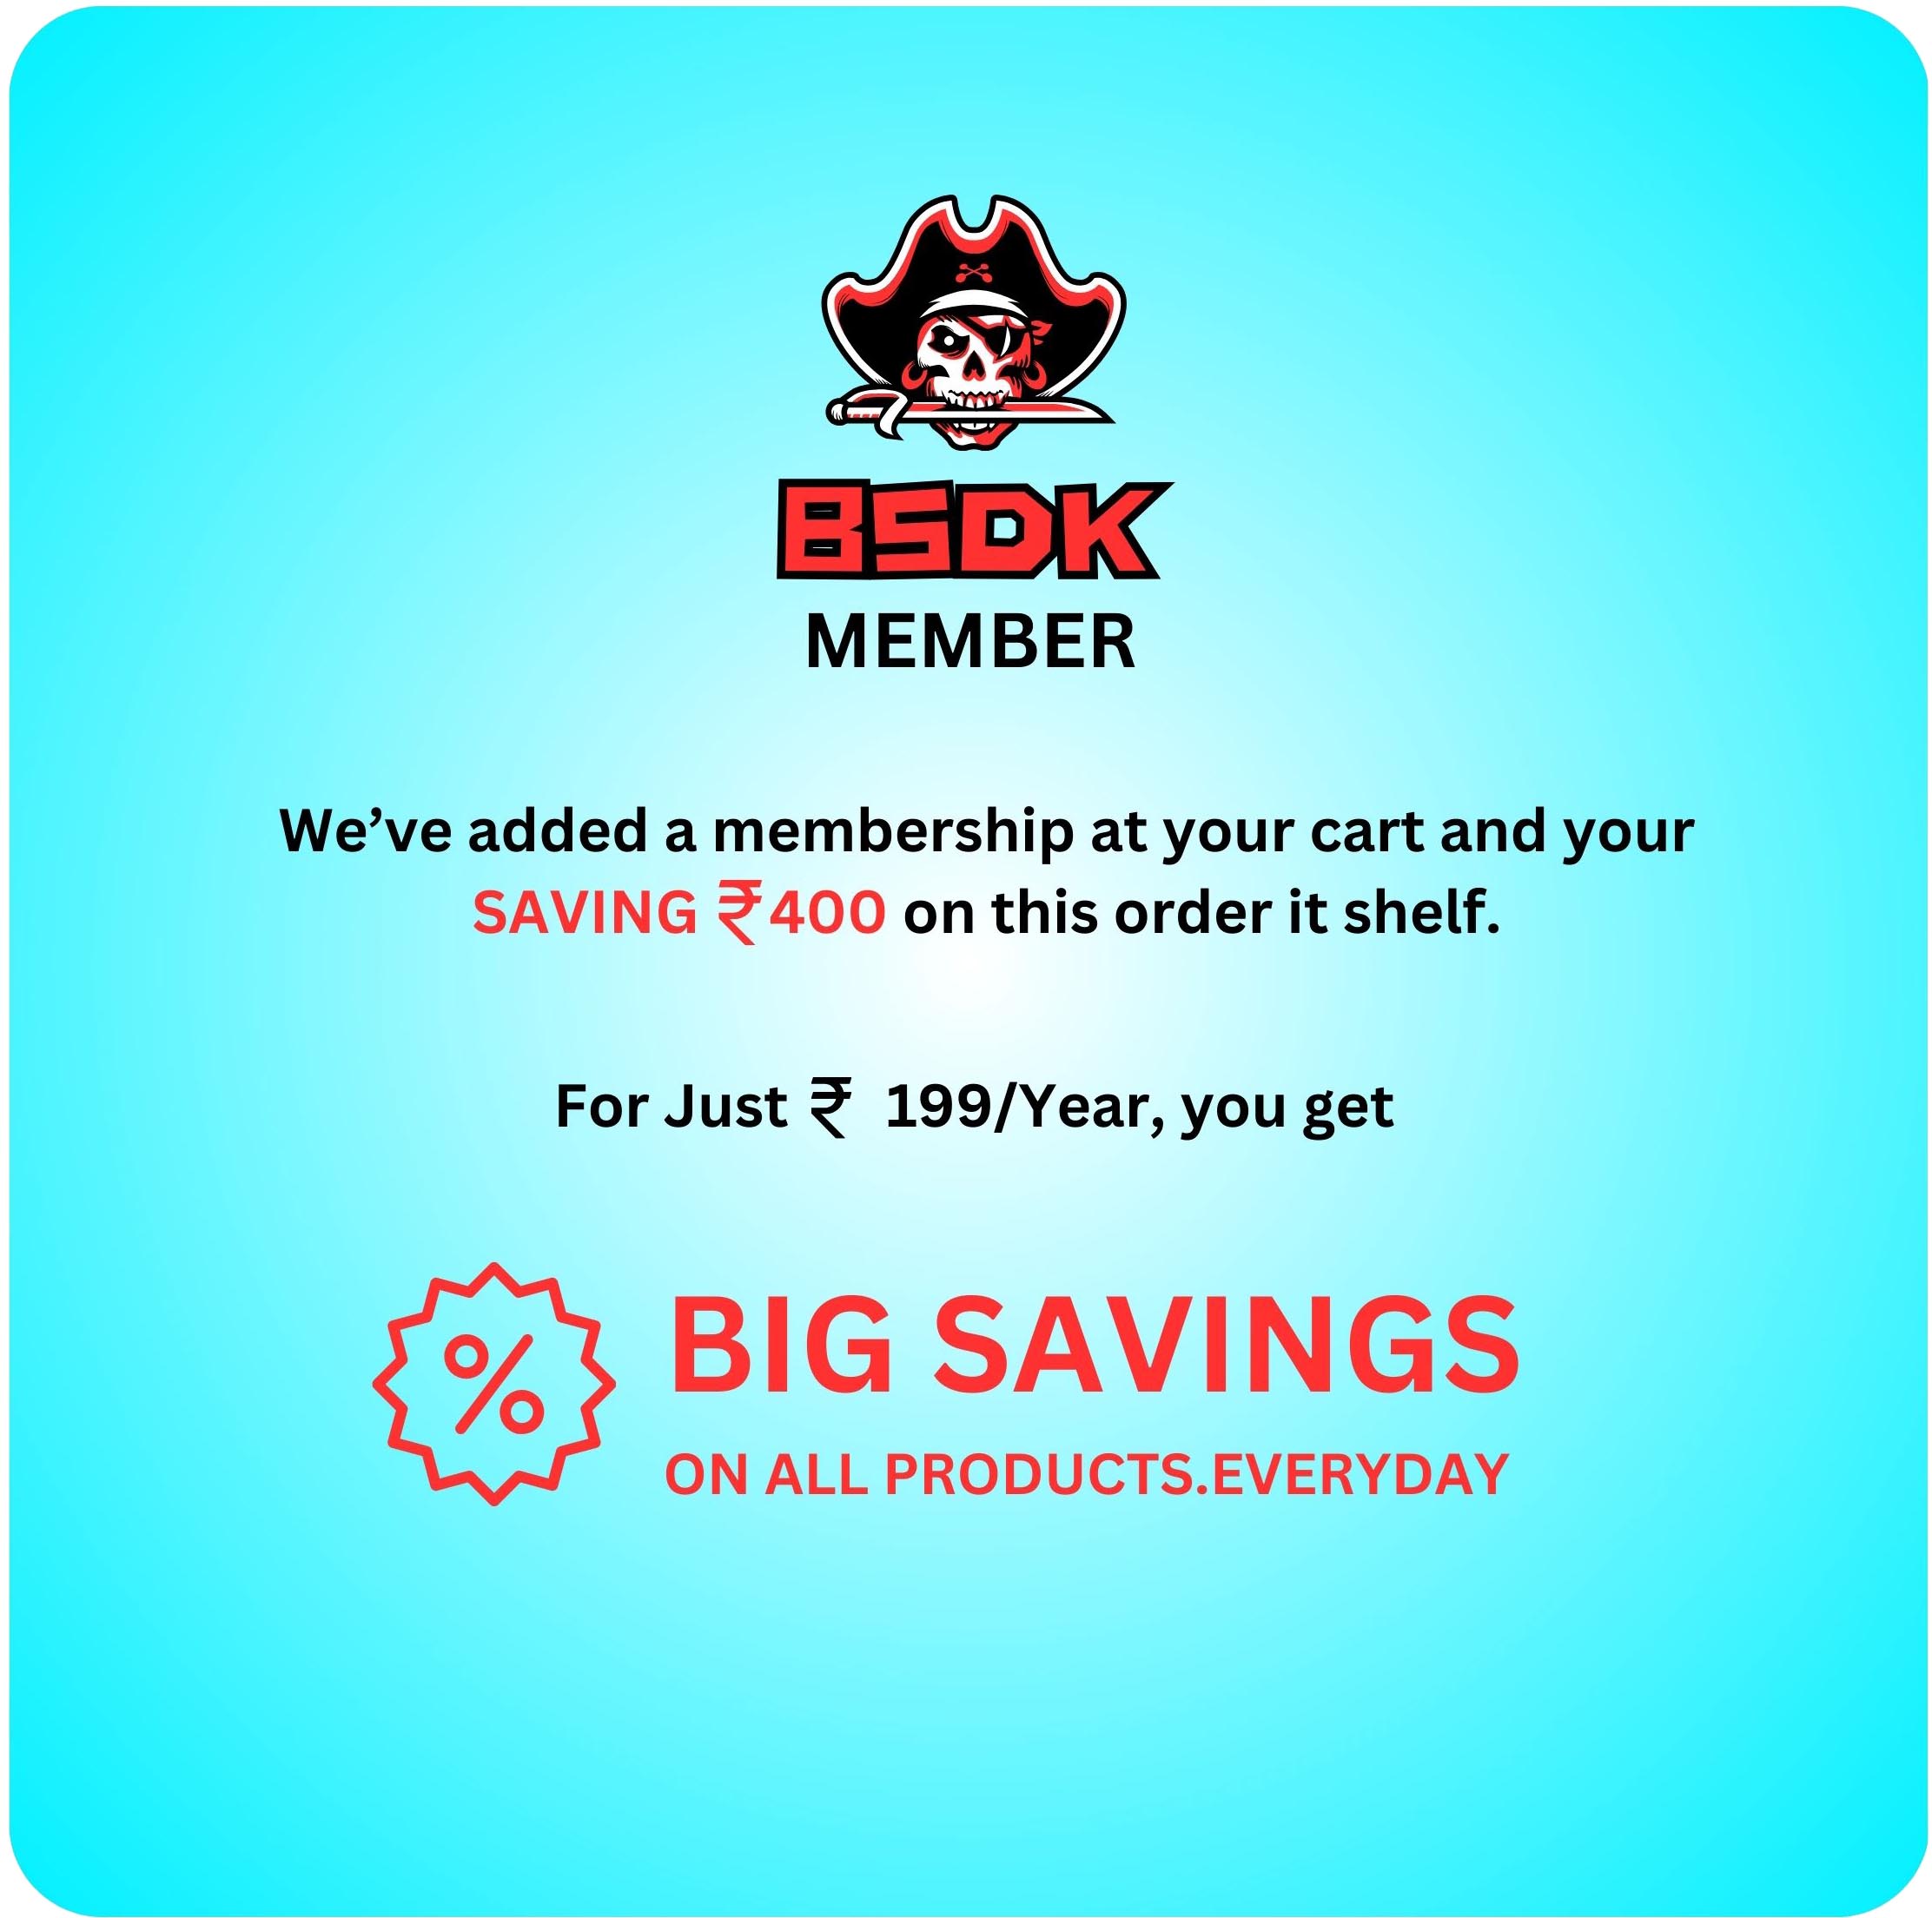 BSDK
MEMBER
We’ve added a membership at your cart and your
SAVING ₹400 on this order it shelf.
For Just ₹ 199/Year, you get
%
BIG SAVINGS
ON ALL PRODUCTS.EVERYDAY